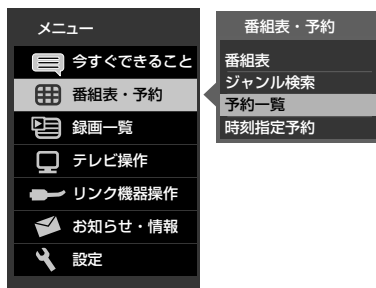 メニュー
今すぐできること
番組表・予約
録画一覧
テレビ操作
リンク機器操作
お知らせ・情報
設定
番組表・予約
番組表
ジャンル検索
予約一覧
時刻指定予約